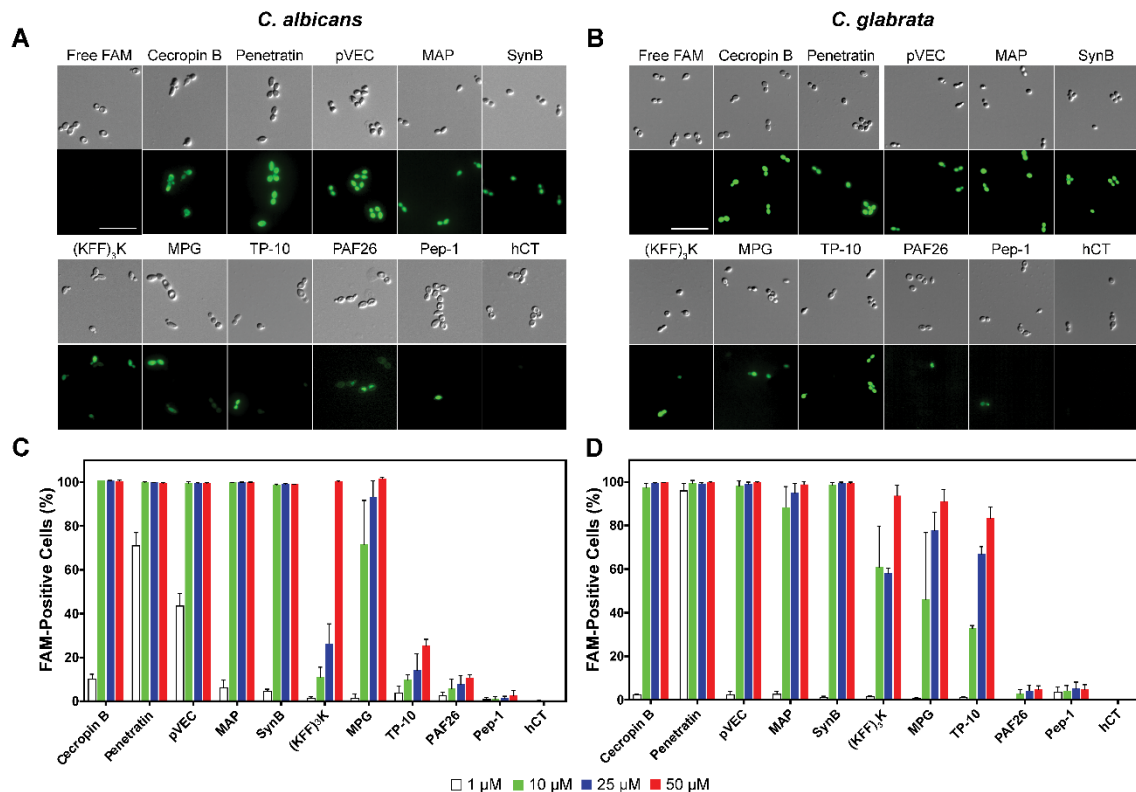 C. albicans
C. glabrata
A
B
Free FAM Cecropin B Penetratin pVEC MAP SynB
Free FAM Cecropin B Penetratin pVEC MAP SynB
(KFF)₃K MPG TP-10 PAF26 Pep-1 hCT
(KFF)₃K MPG TP-10 PAF26 Pep-1 hCT
C
FAM-Positive Cells (%)
100
80
60
40
20
0
Cecropin B
Penetratin
pVEC
MAP
SynB
(KFF)₃K
MPG
TP-10
PAF26
Pep-1
hCT
D
FAM-Positive Cells (%)
100
80
60
40
20
0
Cecropin B
Penetratin
pVEC
MAP
SynB
(KFF)₃K
MPG
TP-10
PAF26
Pep-1
hCT
1 µM 10 µM 25 µM 50 µM